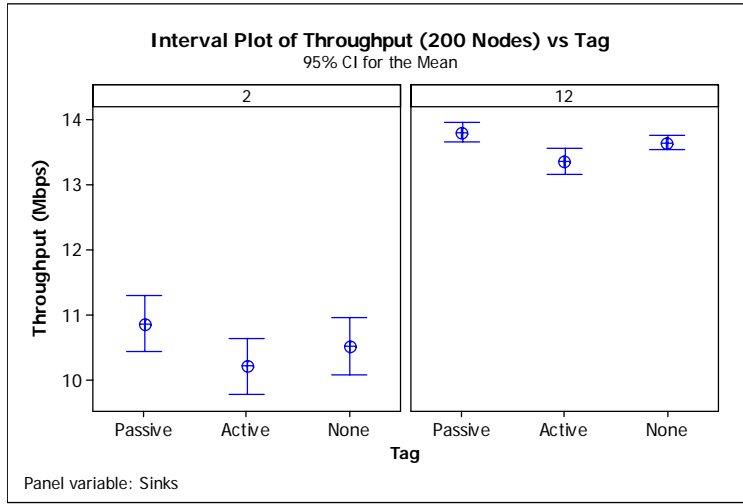 Interval Plot of Throughput (200 Nodes) vs Tag
95% CI for the Mean
2
12
Throughput (Mbps)
14
13
12
11
10
Passive
Active
None
Passive
Active
None
Tag
Panel variable: Sinks